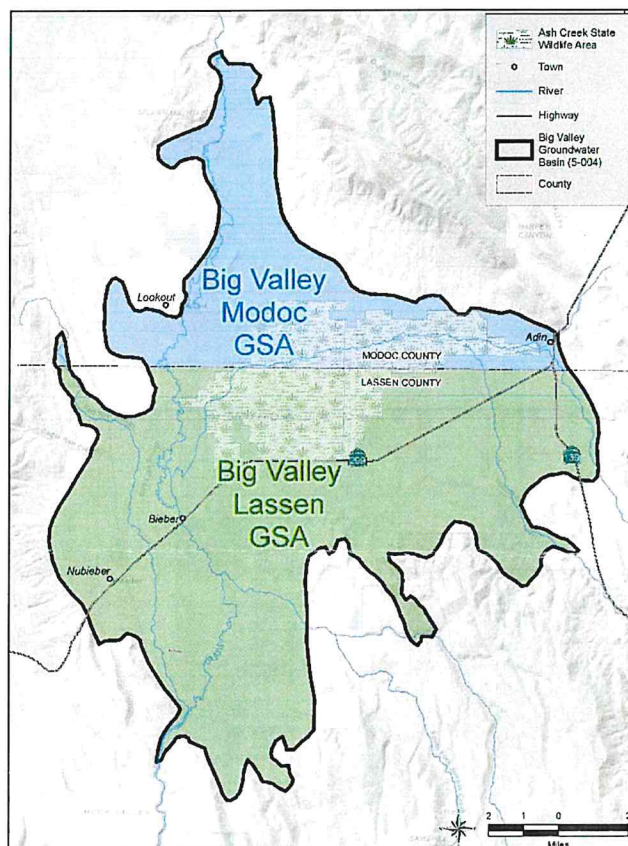 Ash Creek State
Wildlife Area
Town
River
Highway
Big Valley
Groundwater
Basin (5-004)
County
Lookout
Big Valley
Modoc
GSA
Adin
MODOC COUNTY
LASSEN COUNTY
299
139
Big Valley
Lassen
GSA
Bieber
Nubieber
2 1 0 2
Miles